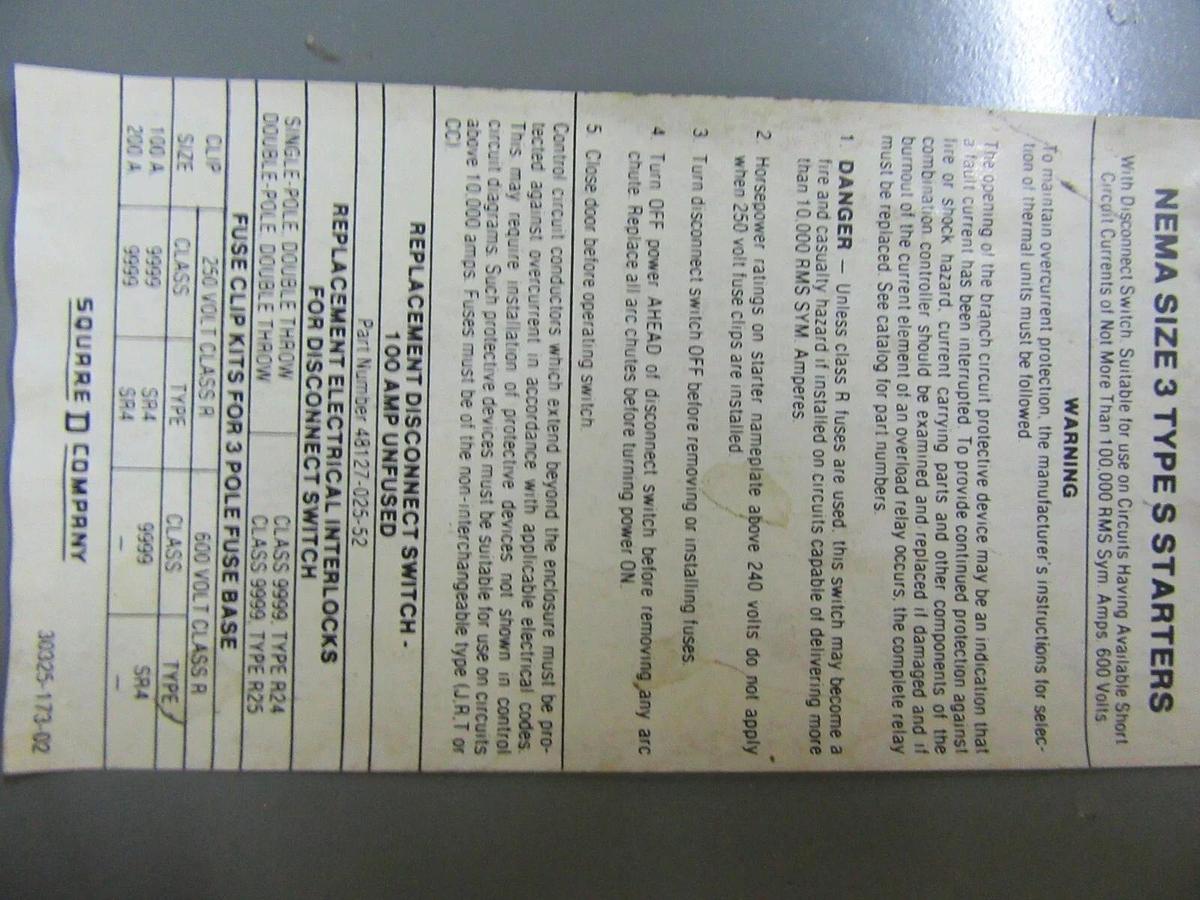 NEMA SIZE 3 TYPE S STARTERS
With Disconnect Switch. Suitable for use on Circuits Having Available Short
Circuit Currents of Not More Than 100,000 RMS Sym. Amps. 600 Volts.
WARNING
To maintain overcurrent protection, the manufacturer's instructions for selec-
tion of thermal units must be followed.
The opening of the branch circuit protective device may be an indication that
a fault current has been interrupted. To provide continued protection against
fire or shock hazard, current carrying parts and other components of the
combination controller should be examined and replaced if damaged and if
burnout of the current element of an overload relay occurs, the complete relay
must be replaced. See catalog for part numbers.
1. DANGER — Unless class R fuses are used, this switch may become a
fire and casualty hazard if installed on circuits capable of delivering more
than 10,000 RMS SYM. Amperes.
2. Horsepower ratings on starter nameplate above 240 volts do not apply
when 250 volt fuse clips are installed.
3. Turn disconnect switch OFF before removing or installing fuses.
4. Turn OFF power AHEAD of disconnect switch before removing any arc
chute. Replace all arc chutes before turning power ON.
5. Close door before operating switch.
Control circuit conductors which extend beyond the enclosure must be pro-
tected against overcurrent in accordance with applicable electrical codes.
This may require installation of protective devices not shown in control
circuit diagrams. Such protective devices must be suitable for use on circuits
above 10,000 amps. Fuses must be of the non-interchangeable type (J,R,T or
CC)
REPLACEMENT DISCONNECT SWITCH -
100 AMP UNFUSED
Part Number 48127-025-52
REPLACEMENT ELECTRICAL INTERLOCKS
FOR DISCONNECT SWITCH
SINGLE-POLE DOUBLE THROW CLASS 9999, TYPE R24
DOUBLE-POLE DOUBLE THROW CLASS 9999, TYPE R25
FUSE CLIP KITS FOR 3 POLE FUSE BASE
CLIP 250 VOLT CLASS R 600 VOLT CLASS R
SIZE CLASS TYPE CLASS TYPE
100 A 9999 SR4 9999 SR4
200 A 9999 SR4 – –
SQUARE D COMPANY
30325-173-02